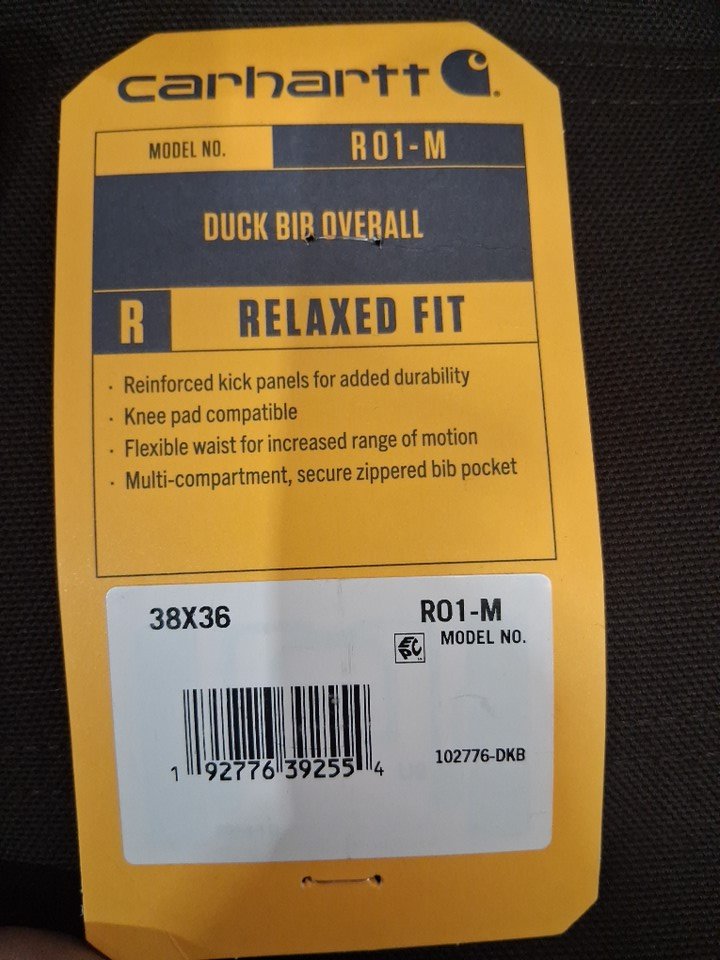 carhartt
MODEL NO. R01-M
DUCK BIB OVERALL
R RELAXED FIT
· Reinforced kick panels for added durability
· Knee pad compatible
· Flexible waist for increased range of motion
· Multi-compartment, secure zippered bib pocket
38X36 R01-M
EPC MODEL NO.
102776-DKB
1 92776 39255 4